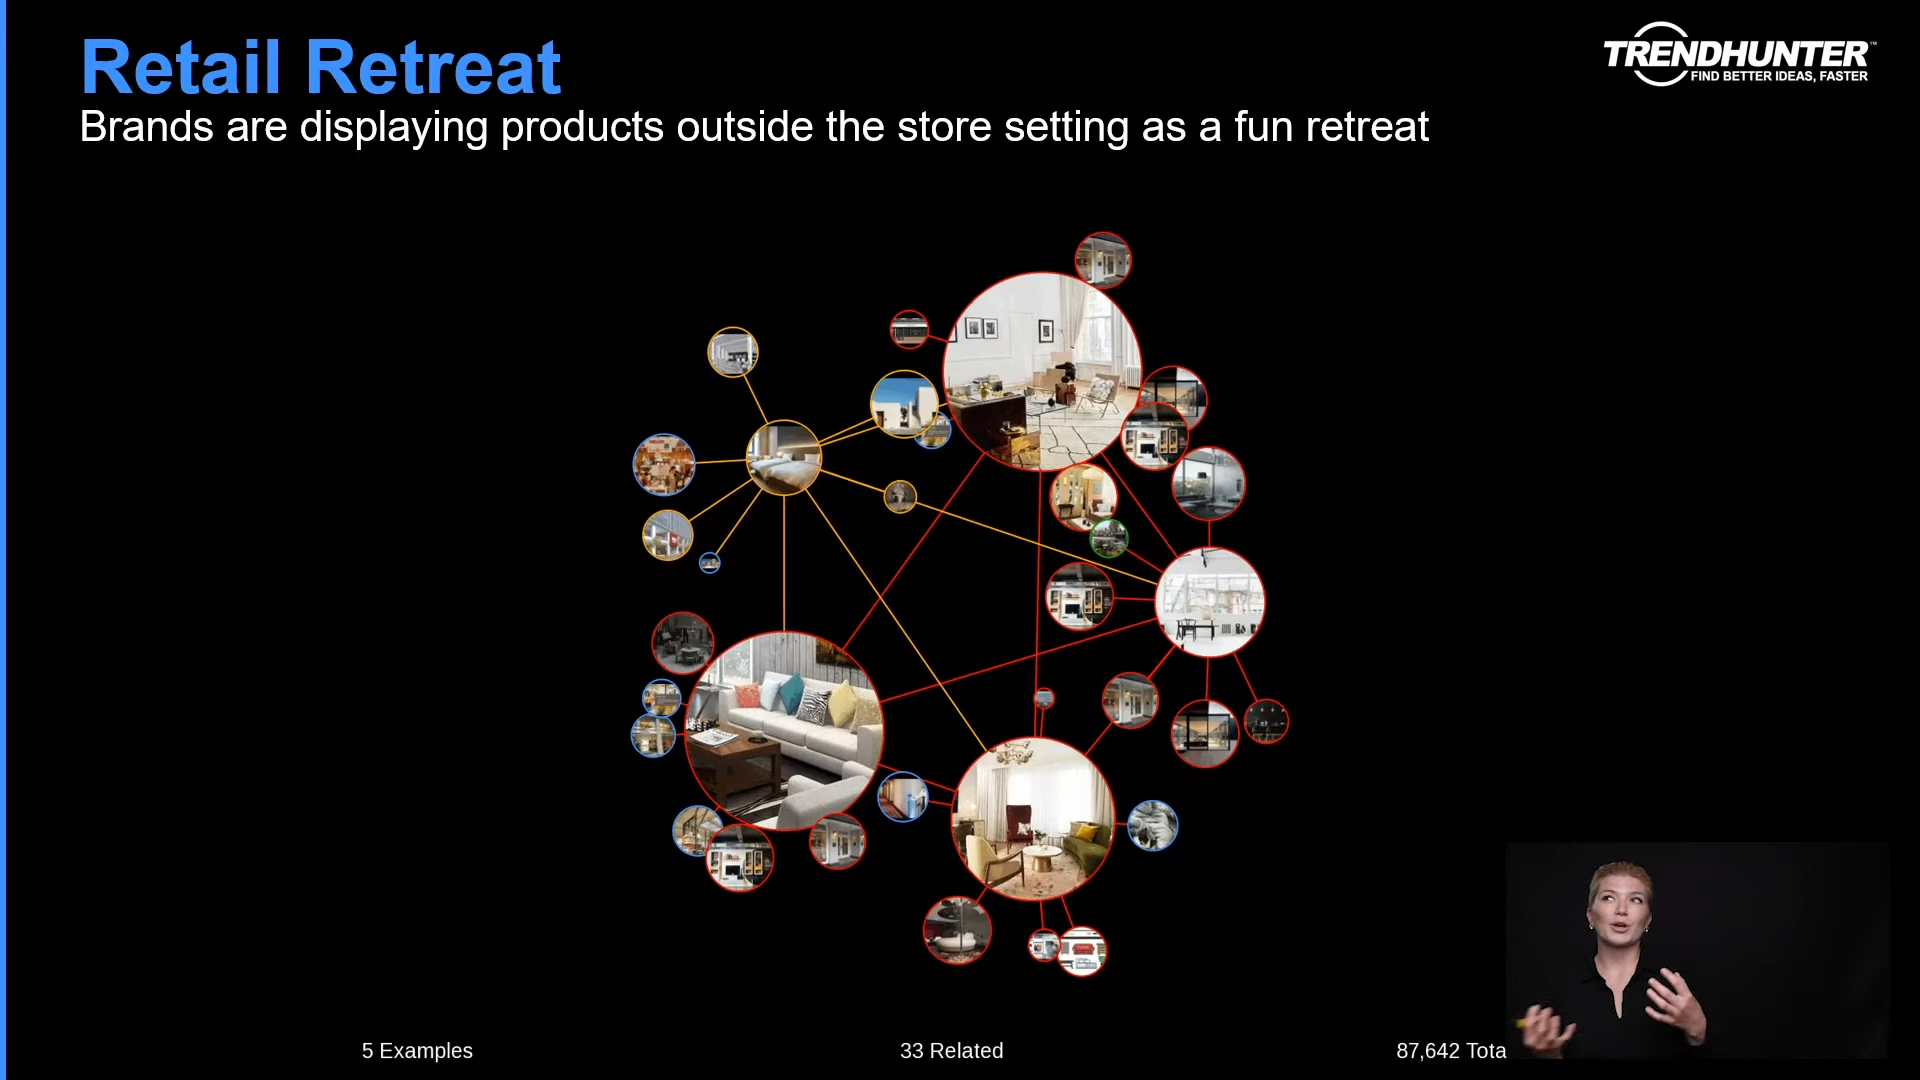 Retail Retreat
Brands are displaying products outside the store setting as a fun retreat
TRENDHUNTER™
FIND BETTER IDEAS, FASTER
5 Examples
33 Related
87,642 Tota